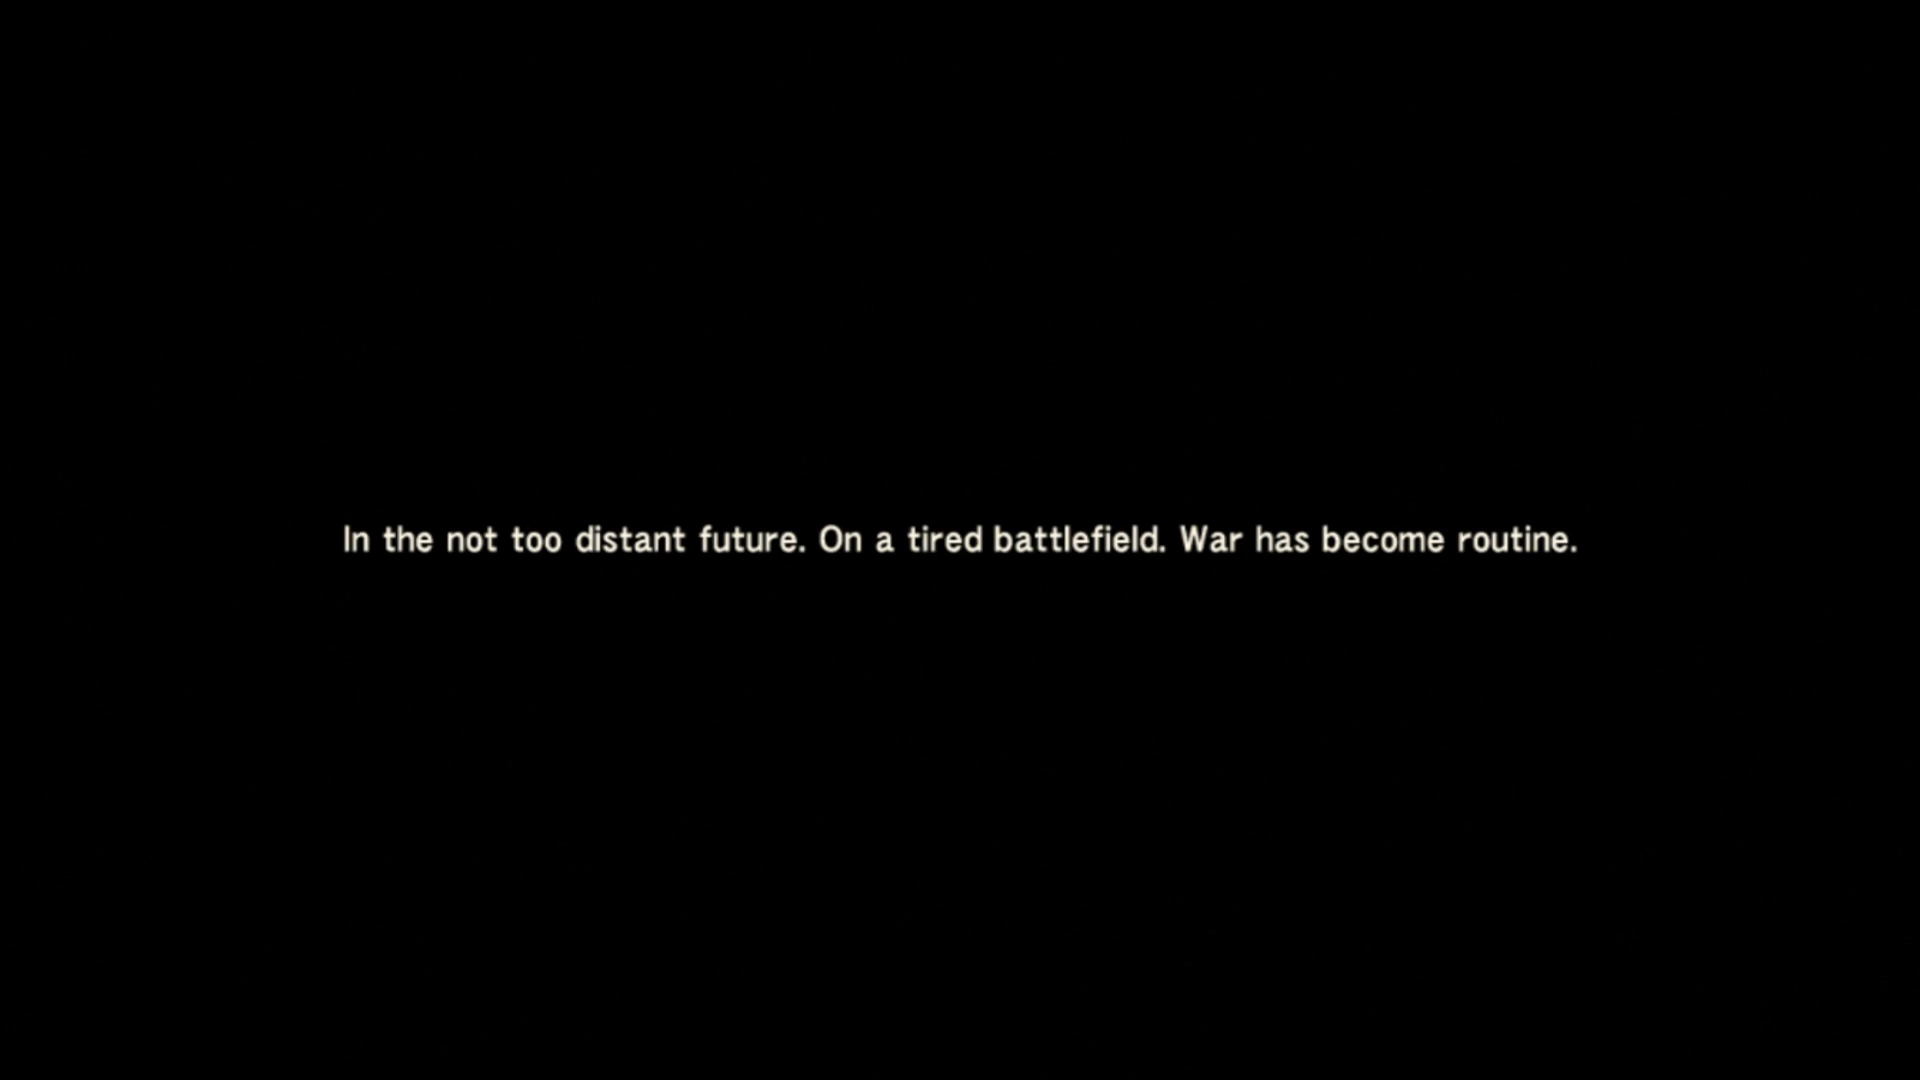 In the not too distant future. On a tired battlefield. War has become routine.